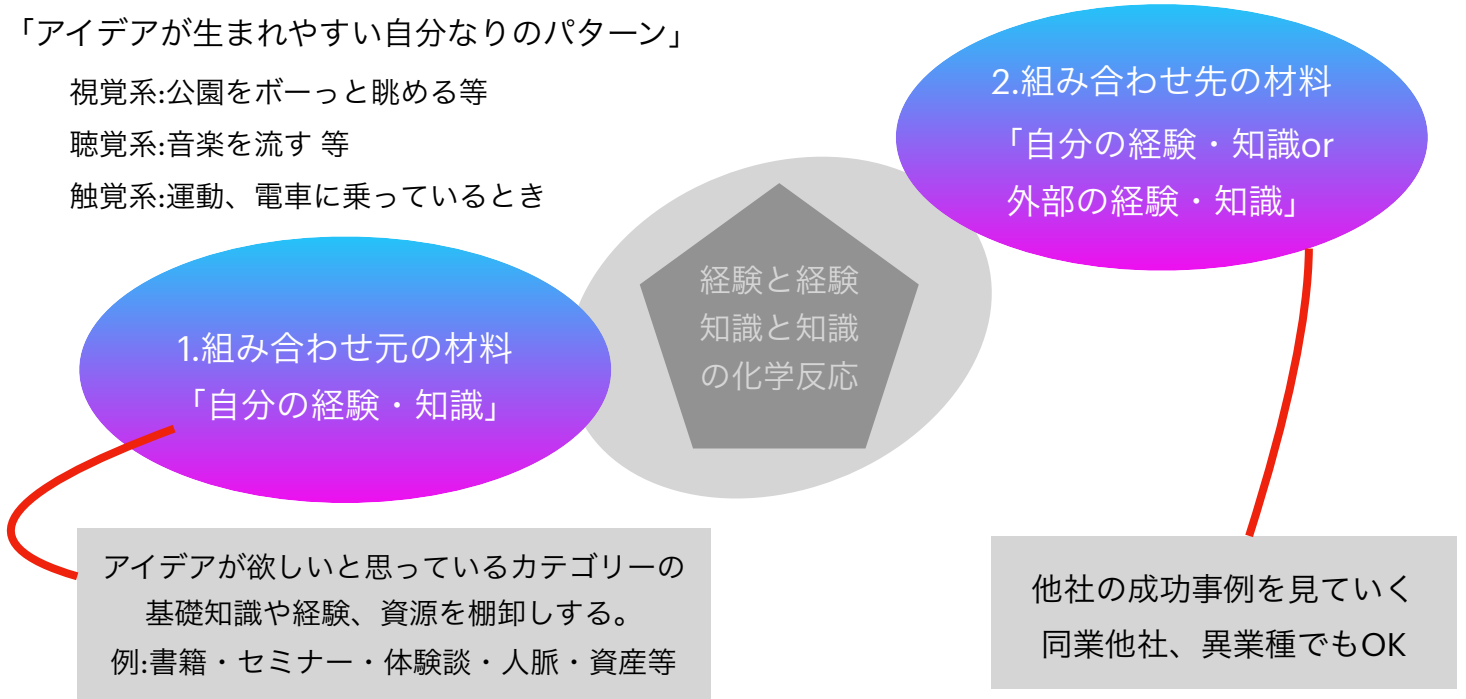 「アイデアが生まれやすい自分なりのパターン」
視覚系:公園をボーっと眺める等
聴覚系:音楽を流す 等
触覚系:運動、電車に乗っているとき
1.組み合わせ元の材料
「自分の経験・知識」
経験と経験
知識と知識
の化学反応
2.組み合わせ先の材料
「自分の経験・知識or
外部の経験・知識」
アイデアが欲しいと思っているカテゴリーの
基礎知識や経験、資源を棚卸しする。
例:書籍・セミナー・体験談・人脈・資産等
他社の成功事例を見ていく
同業他社、異業種でもOK